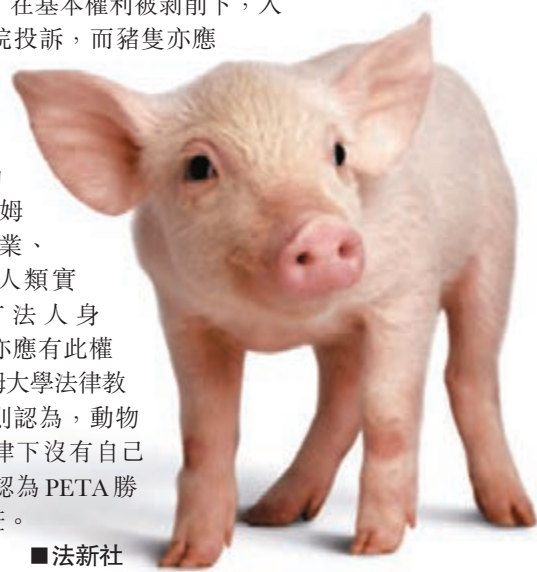 在基本權利被剝削下，人
院投訴，而豬隻亦應
姆
業、
人類實
法人身
亦應有此權
姆大學法律教
則認為，動物
律下沒有自己
認為PETA勝
。
■法新社